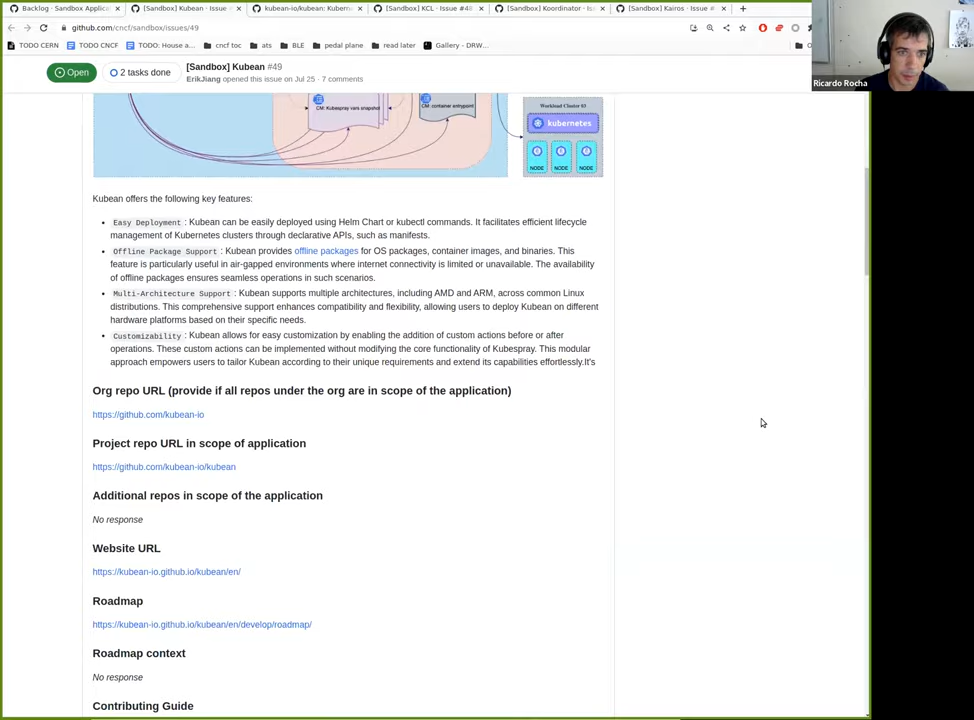 Backlog · Sandbox Applica
[Sandbox] Kubean · Issue
kubean-io/kubean: Kubern
[Sandbox] KCL · Issue #48
[Sandbox] Koordinator · Iss
[Sandbox] Kairos · Issue #
github.com/cncf/sandbox/issues/49
TODO CERN
TODO CNCF
TODO: House a...
cncf toc
ats
BLE
pedal plane
read later
Gallery - DRW...
Ricardo Rocha
Open
2 tasks done
[Sandbox] Kubean #49
ErikJiang opened this issue on Jul 25 · 7 comments
CM: Kubespray vars snapshot
CM: container entrypoint
Workload Cluster 03
kubernetes
NODE NODE NODE
Kubean offers the following key features:
• Easy Deployment : Kubean can be easily deployed using Helm Chart or kubectl commands. It facilitates efficient lifecycle
management of Kubernetes clusters through declarative APIs, such as manifests.
• Offline Package Support : Kubean provides offline packages for OS packages, container images, and binaries. This
feature is particularly useful in air-gapped environments where internet connectivity is limited or unavailable. The availability
of offline packages ensures seamless operations in such scenarios.
• Multi-Architecture Support : Kubean supports multiple architectures, including AMD and ARM, across common Linux
distributions. This comprehensive support enhances compatibility and flexibility, allowing users to deploy Kubean on different
hardware platforms based on their specific needs.
• Customizability : Kubean allows for easy customization by enabling the addition of custom actions before or after
operations. These custom actions can be implemented without modifying the core functionality of Kubespray. This modular
approach empowers users to tailor Kubean according to their unique requirements and extend its capabilities effortlessly.It's
Org repo URL (provide if all repos under the org are in scope of the application)
https://github.com/kubean-io
Project repo URL in scope of application
https://github.com/kubean-io/kubean
Additional repos in scope of the application
No response
Website URL
https://kubean-io.github.io/kubean/en/
Roadmap
https://kubean-io.github.io/kubean/en/develop/roadmap/
Roadmap context
No response
Contributing Guide